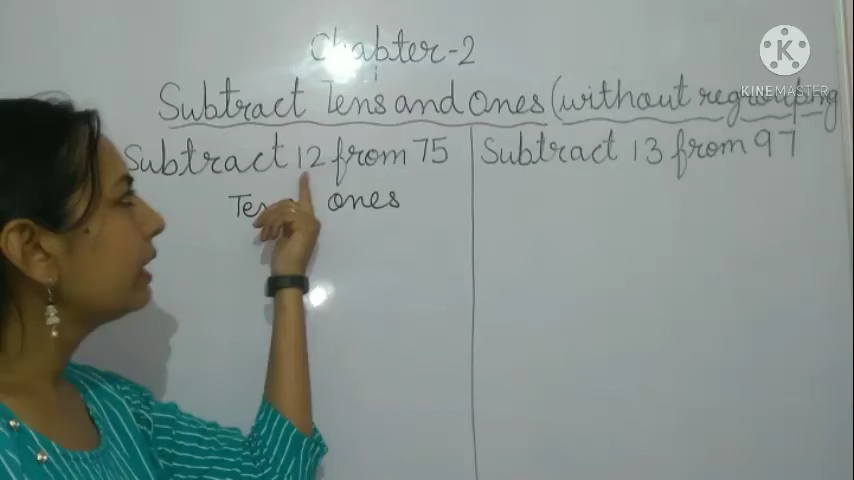 Chapter-2
Subtract Tens and Ones (without regrouping
Subtract 12 from 75
ones
Subtract 13 from 97
K
KINEMASTER